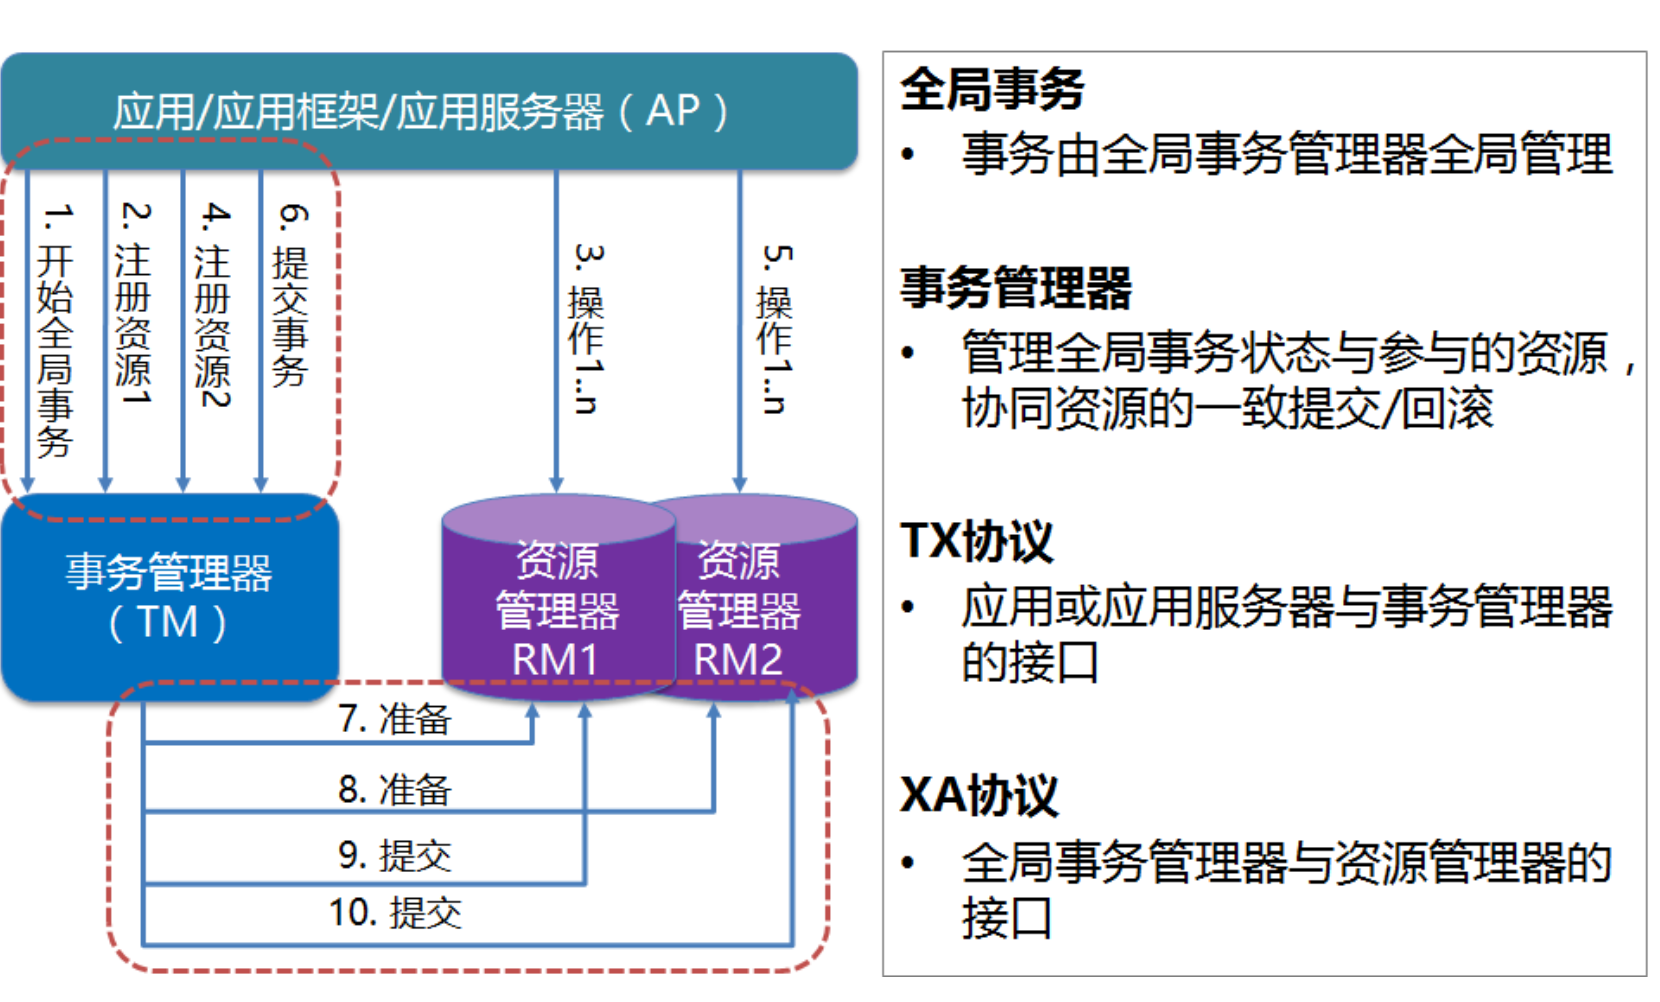 应用/应用框架/应用服务器（AP）
1. 开始全局事务
2. 注册资源1
4. 注册资源2
6. 提交事务
3. 操作1..n
5. 操作1..n
事务管理器
（TM）
资源
管理器
RM1
资源
管理器
RM2
7. 准备
8. 准备
9. 提交
10. 提交
全局事务
• 事务由全局事务管理器全局管理
事务管理器
• 管理全局事务状态与参与的资源，
协同资源的一致提交/回滚
TX协议
• 应用或应用服务器与事务管理器
的接口
XA协议
• 全局事务管理器与资源管理器的
接口